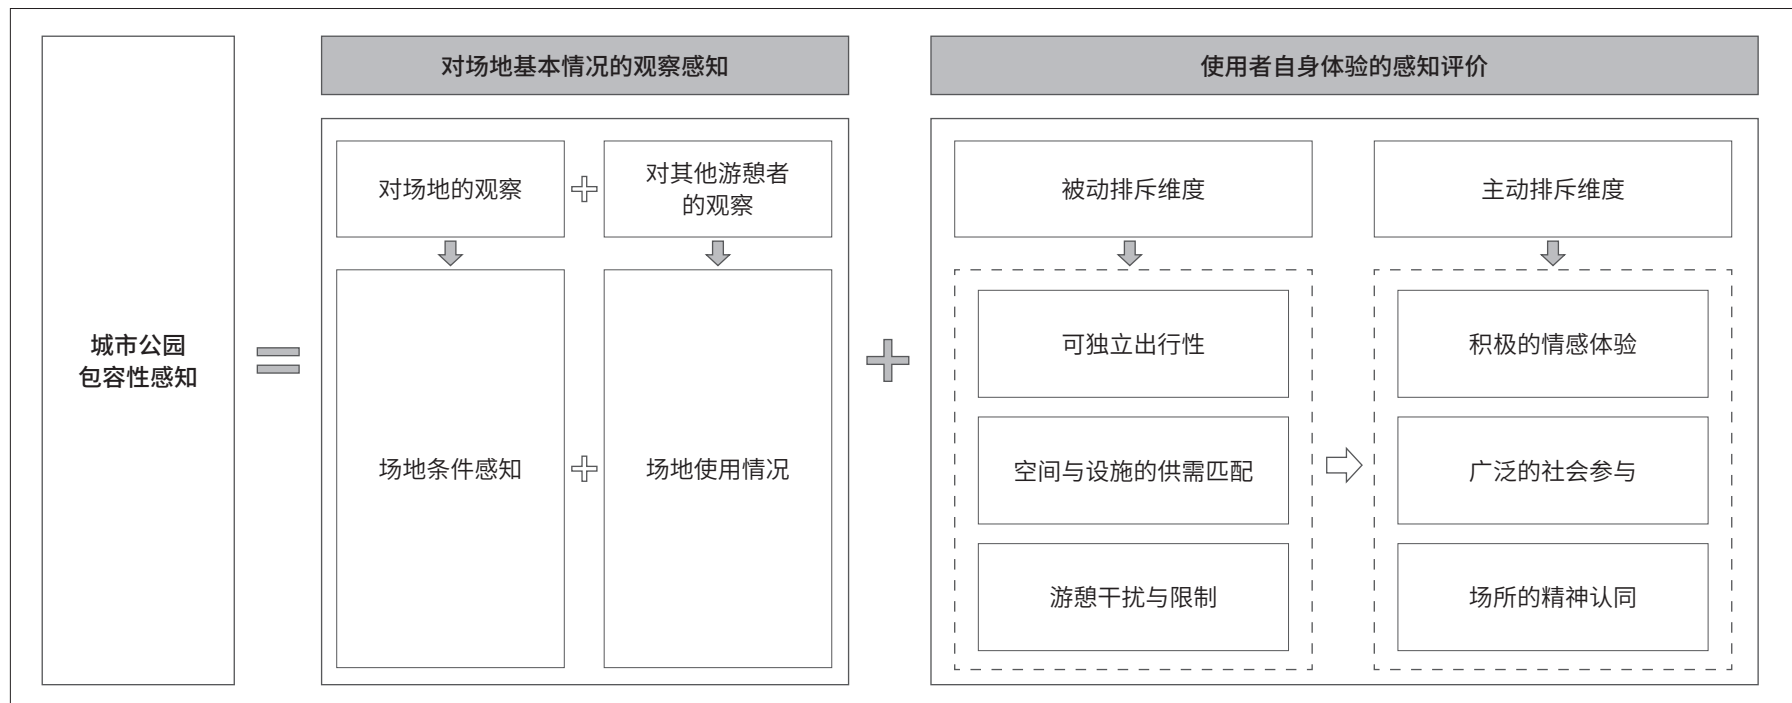 城市公园
包容性感知
对场地基本情况的观察感知
对场地的观察
对其他游憩者
的观察
场地条件感知
场地使用情况
使用者自身体验的感知评价
被动排斥维度
主动排斥维度
可独立出行性
空间与设施的供需匹配
游憩干扰与限制
积极的情感体验
广泛的社会参与
场所的精神认同